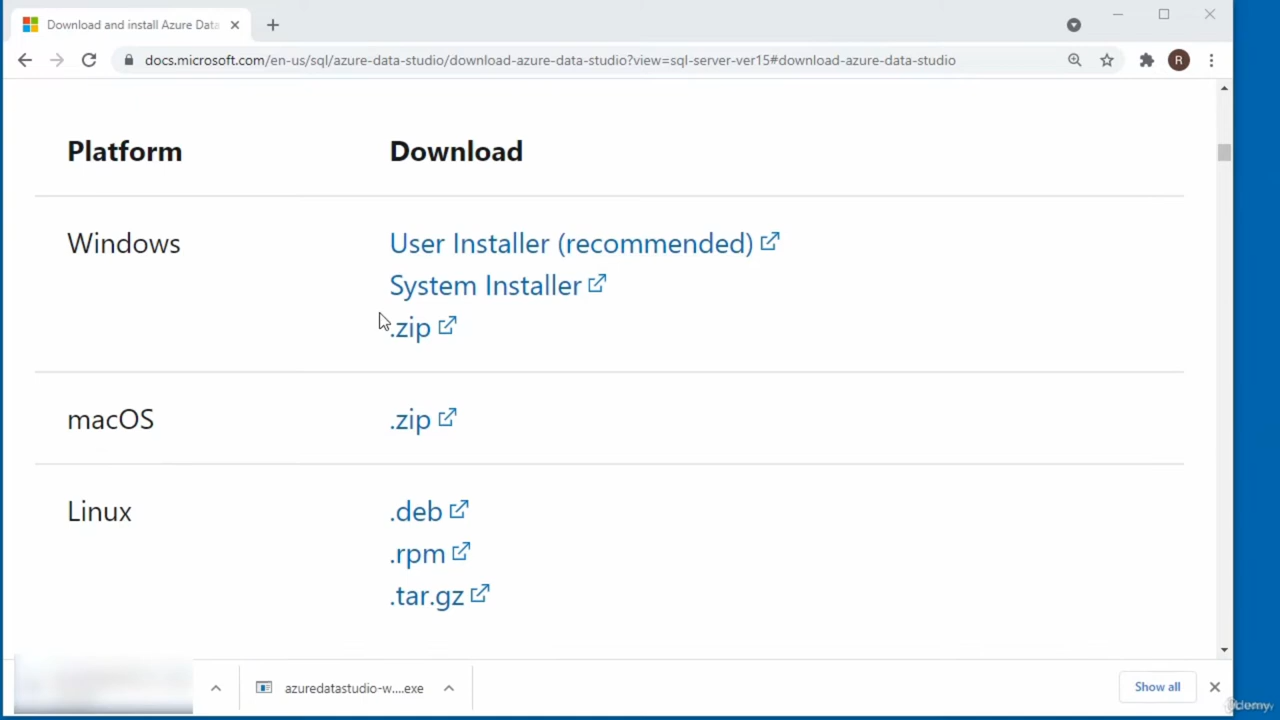 Download and install Azure Data
docs.microsoft.com/en-us/sql/azure-data-studio/download-azure-data-studio?view=sql-server-ver15#download-azure-data-studio
R
Platform Download
Windows User Installer (recommended)
System Installer
.zip
macOS .zip
Linux .deb
.rpm
.tar.gz
azuredatastudio-w....exe
Show all
ûdemy